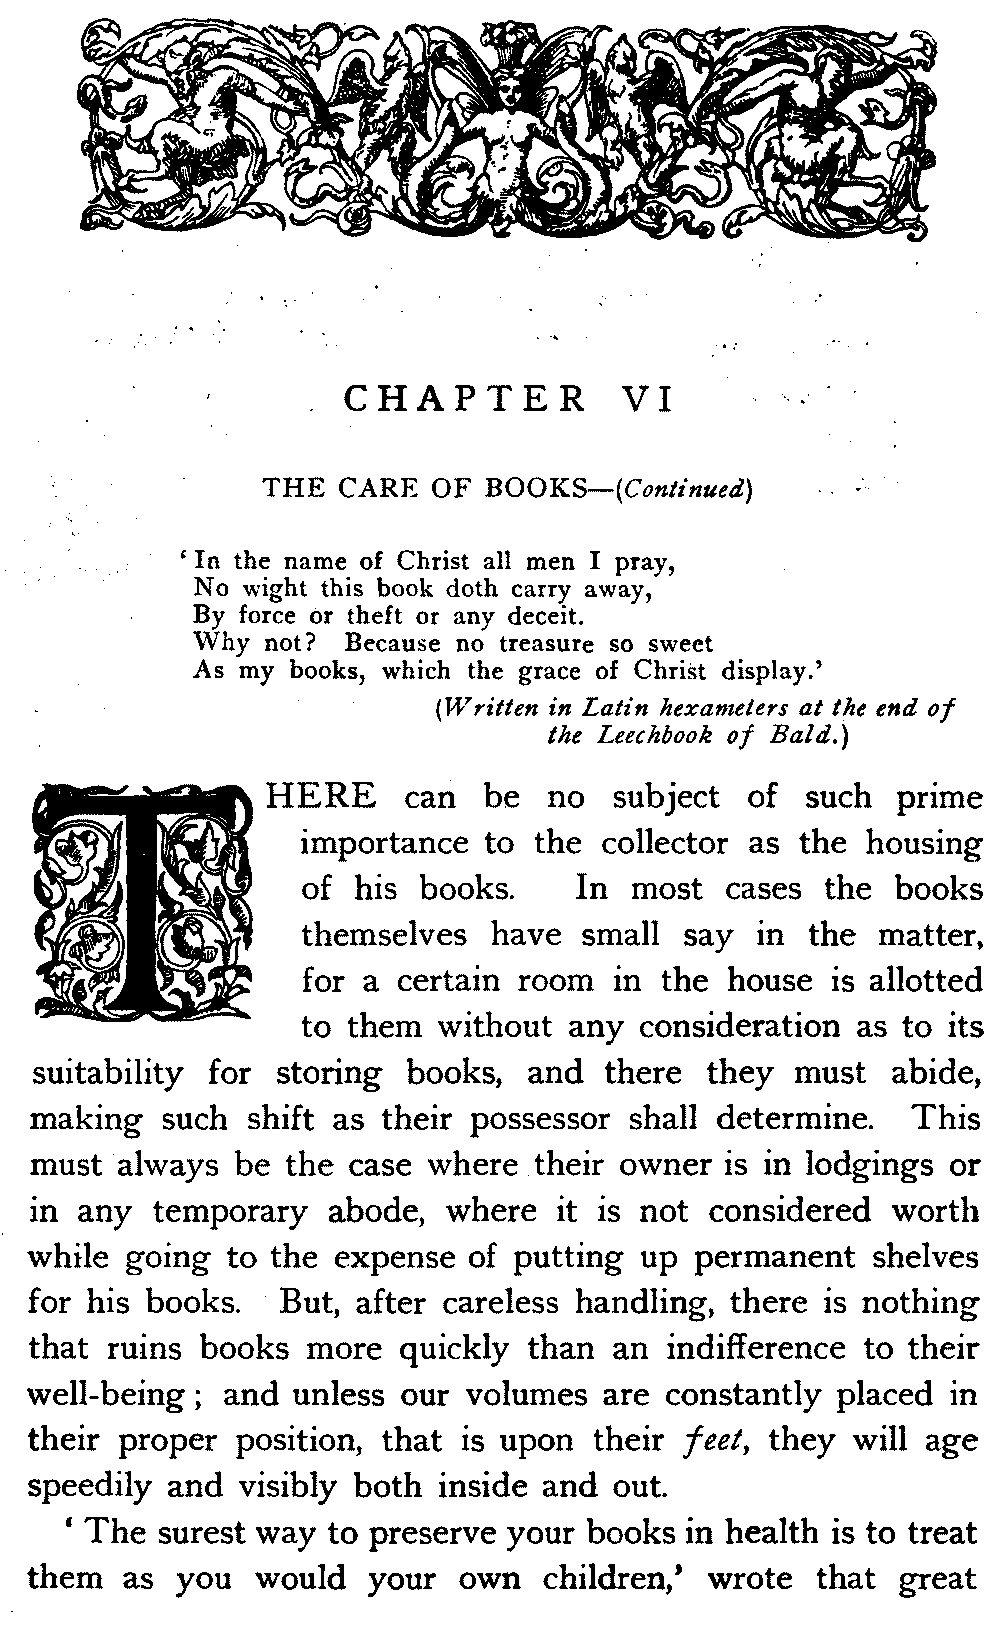 CHAPTER VI
THE CARE OF BOOKS—(Continued)
‘In the name of Christ all men I pray,
No wight this book doth carry away,
By force or theft or any deceit.
Why not? Because no treasure so sweet
As my books, which the grace of Christ display.’
(Written in Latin hexameters at the end of
the Leechbook of Bald.)
THERE can be no subject of such prime
importance to the collector as the housing
of his books. In most cases the books
themselves have small say in the matter,
for a certain room in the house is allotted
to them without any consideration as to its
suitability for storing books, and there they must abide,
making such shift as their possessor shall determine. This
must always be the case where their owner is in lodgings or
in any temporary abode, where it is not considered worth
while going to the expense of putting up permanent shelves
for his books. But, after careless handling, there is nothing
that ruins books more quickly than an indifference to their
well-being; and unless our volumes are constantly placed in
their proper position, that is upon their feet, they will age
speedily and visibly both inside and out.
‘The surest way to preserve your books in health is to treat
them as you would your own children,’ wrote that great